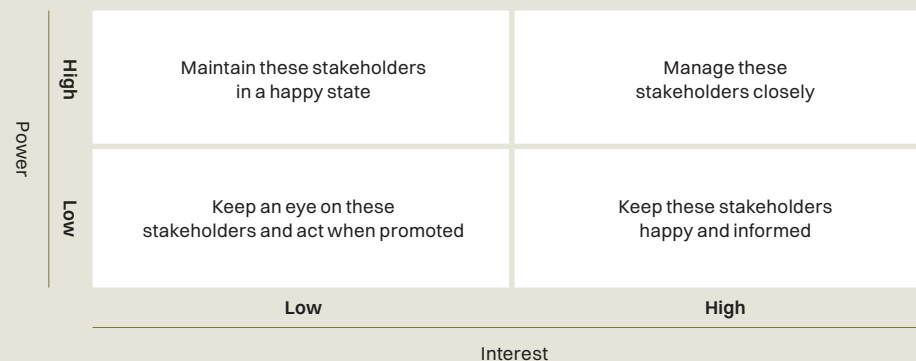 Power
High
Maintain these stakeholders
in a happy state
Manage these
stakeholders closely
Low
Keep an eye on these
stakeholders and act when promoted
Keep these stakeholders
happy and informed
Low
High
Interest